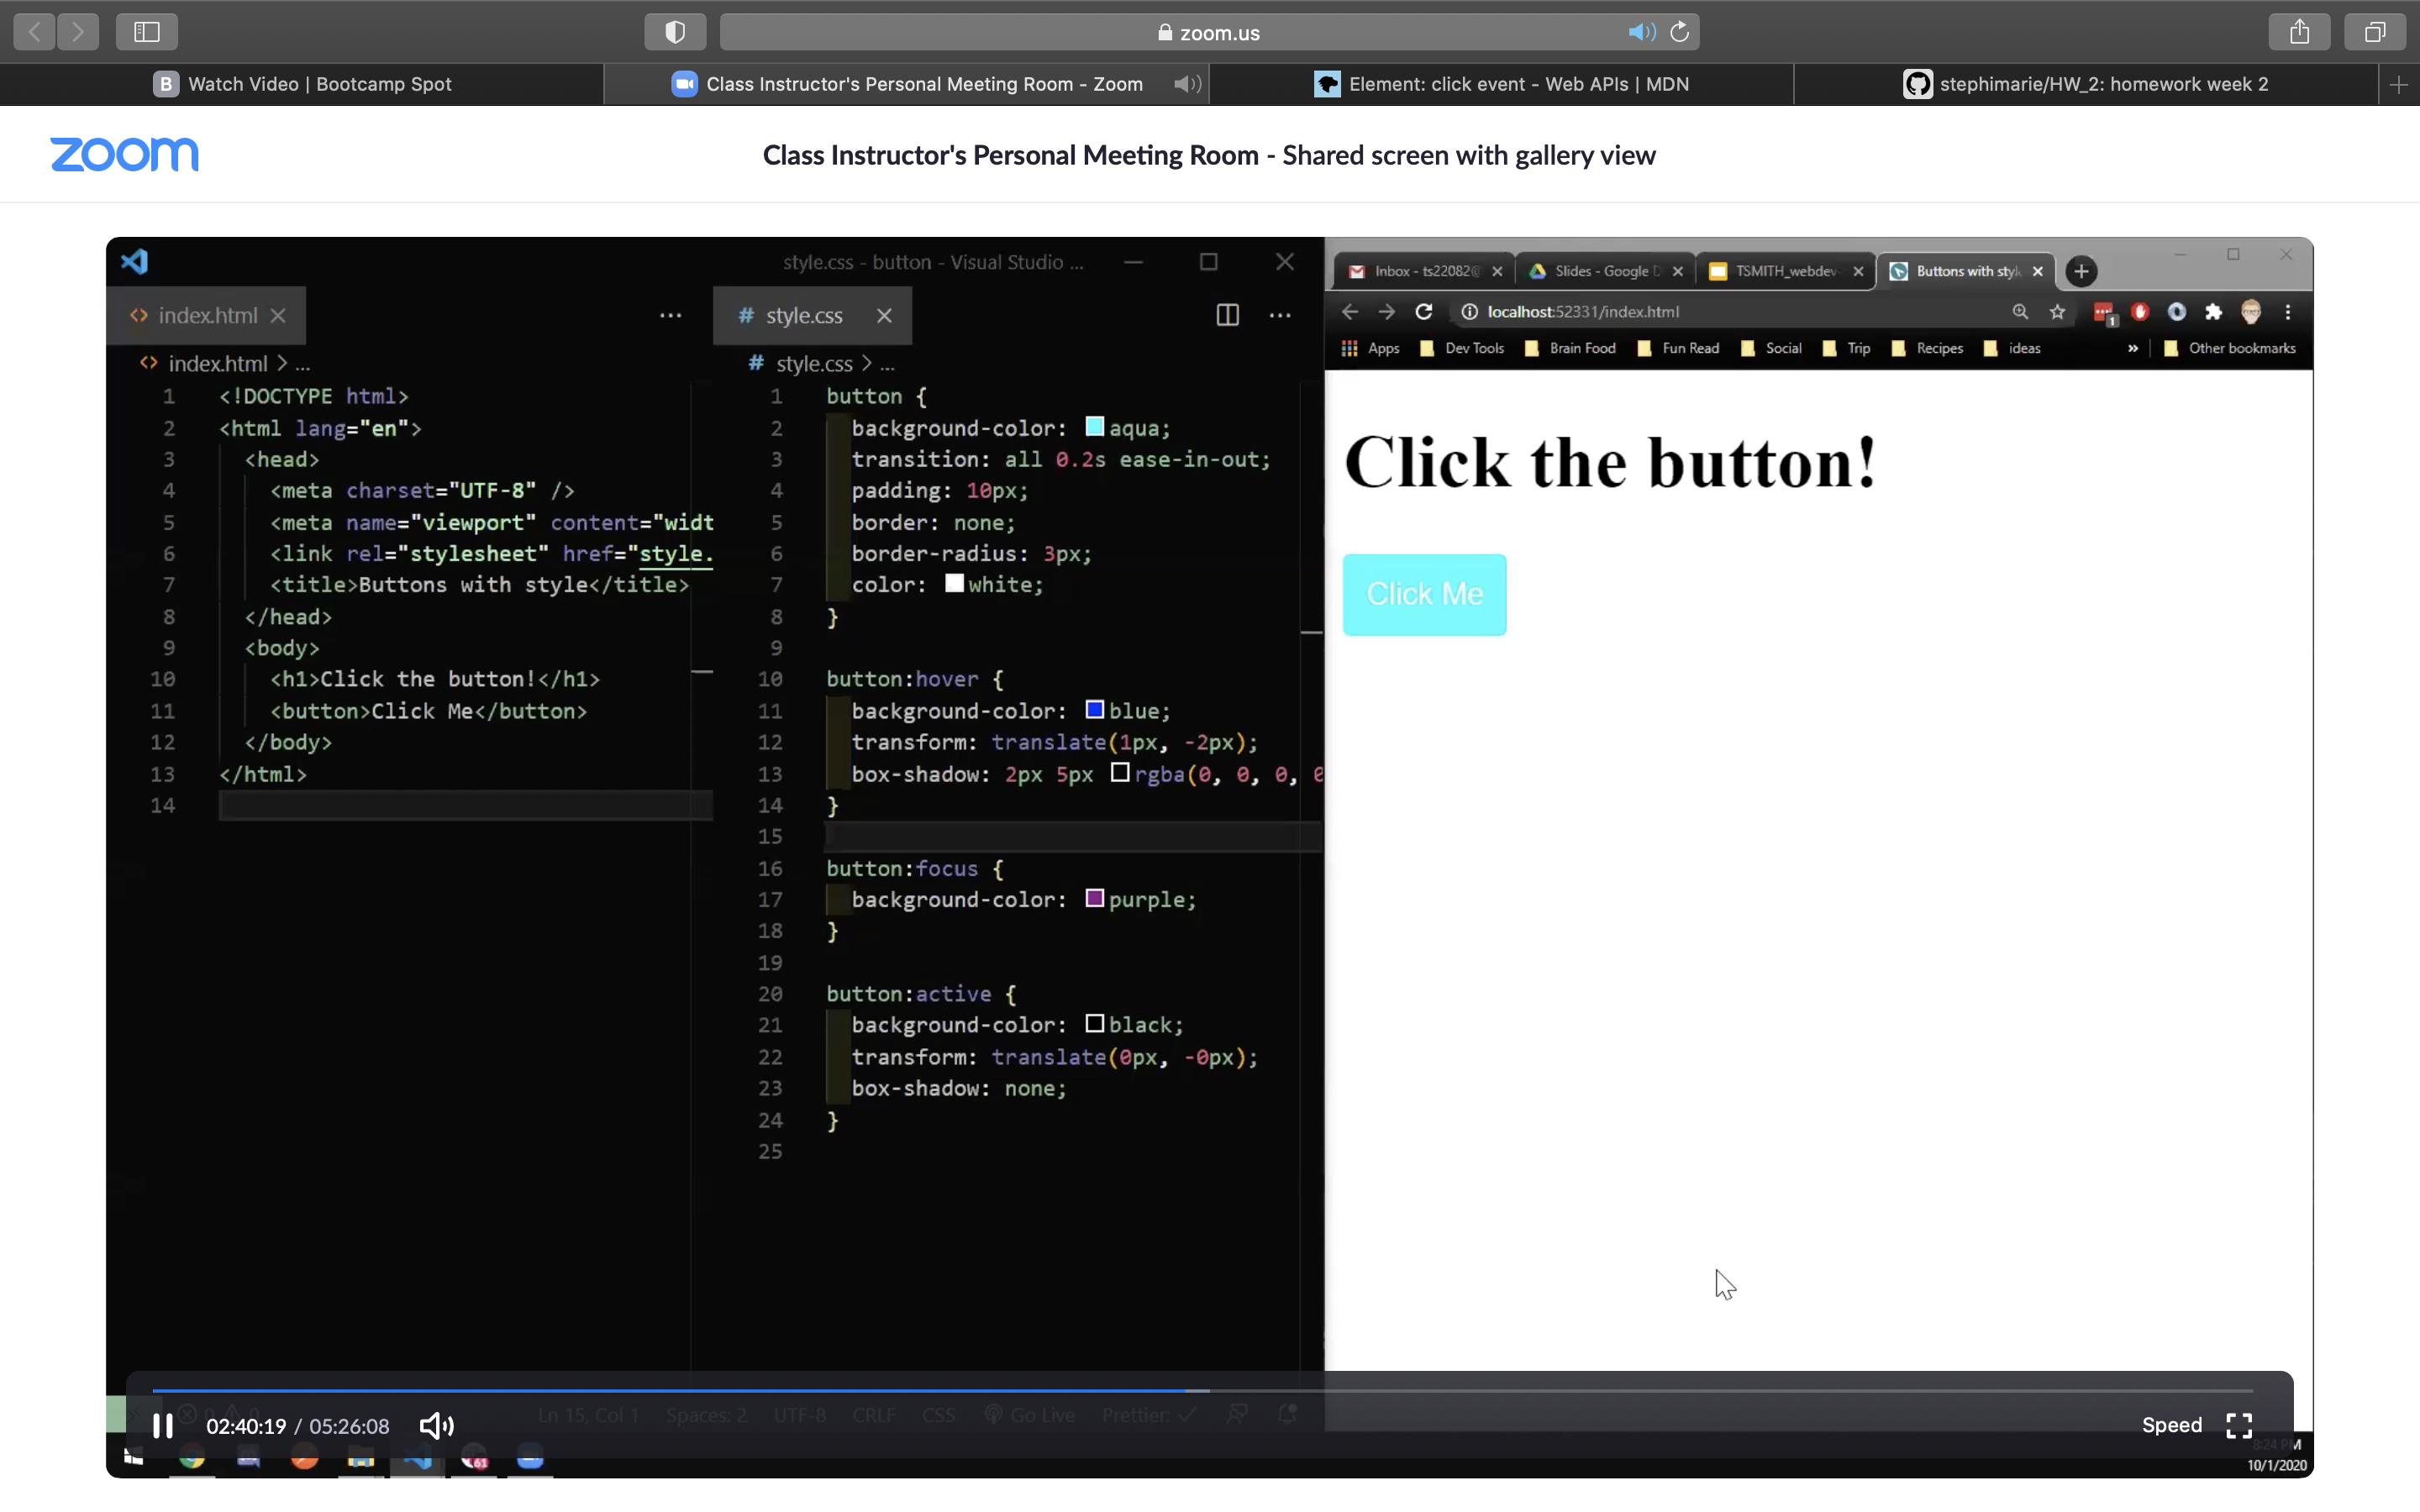 zoom.us
B Watch Video | Bootcamp Spot
Class Instructor's Personal Meeting Room - Zoom
Element: click event - Web APIs | MDN
stephimarie/HW_2: homework week 2
zoom
Class Instructor's Personal Meeting Room - Shared screen with gallery view
style.css - button - Visual Studio ...
index.html
# style.css
index.html > ...
1 <!DOCTYPE html>
2 <html lang="en">
3 <head>
4 <meta charset="UTF-8" />
5 <meta name="viewport" content="widt
6 <link rel="stylesheet" href="style.
7 <title>Buttons with style</title>
8 </head>
9 <body>
10 <h1>Click the button!</h1>
11 <button>Click Me</button>
12 </body>
13 </html>
14
# style.css > ...
1 button {
2 background-color: aqua;
3 transition: all 0.2s ease-in-out;
4 padding: 10px;
5 border: none;
6 border-radius: 3px;
7 color: white;
8 }
9
10 button:hover {
11 background-color: blue;
12 transform: translate(1px, -2px);
13 box-shadow: 2px 5px rgba(0, 0, 0, 0
14 }
15
16 button:focus {
17 background-color: purple;
18 }
19
20 button:active {
21 background-color: black;
22 transform: translate(0px, -0px);
23 box-shadow: none;
24 }
25
Inbox - ts22082@
Slides - Google D
TSMITH_webdev-
Buttons with styl
localhost:52331/index.html
1
Apps Dev Tools Brain Food Fun Read Social Trip Recipes ideas » Other bookmarks
Click the button!
Click Me
02:40:19 / 05:26:08
Ln 15, Col 1 Spaces: 2 UTF-8 CRLF CSS Go Live Prettier: ✓
Speed
61
8:24 PM
10/1/2020